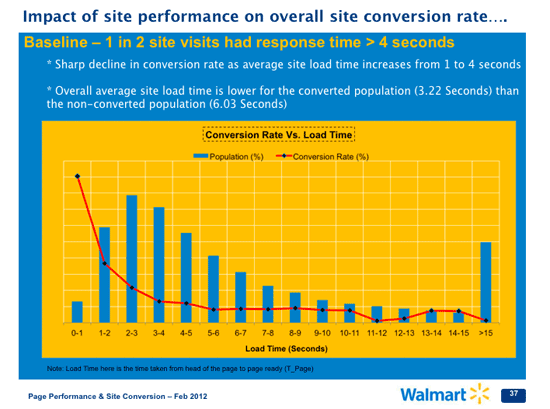 Impact of site performance on overall site conversion rate….
Baseline – 1 in 2 site visits had response time > 4 seconds
* Sharp decline in conversion rate as average site load time increases from 1 to 4 seconds
* Overall average site load time is lower for the converted population (3.22 Seconds) than
the non-converted population (6.03 Seconds)
Conversion Rate Vs. Load Time
Population (%) Conversion Rate (%)
0-1 1-2 2-3 3-4 4-5 5-6 6-7 7-8 8-9 9-10 10-11 11-12 12-13 13-14 14-15 >15
Load Time (Seconds)
Note: Load Time here is the time taken from head of the page to page ready (T_Page)
Page Performance & Site Conversion – Feb 2012
Walmart
37